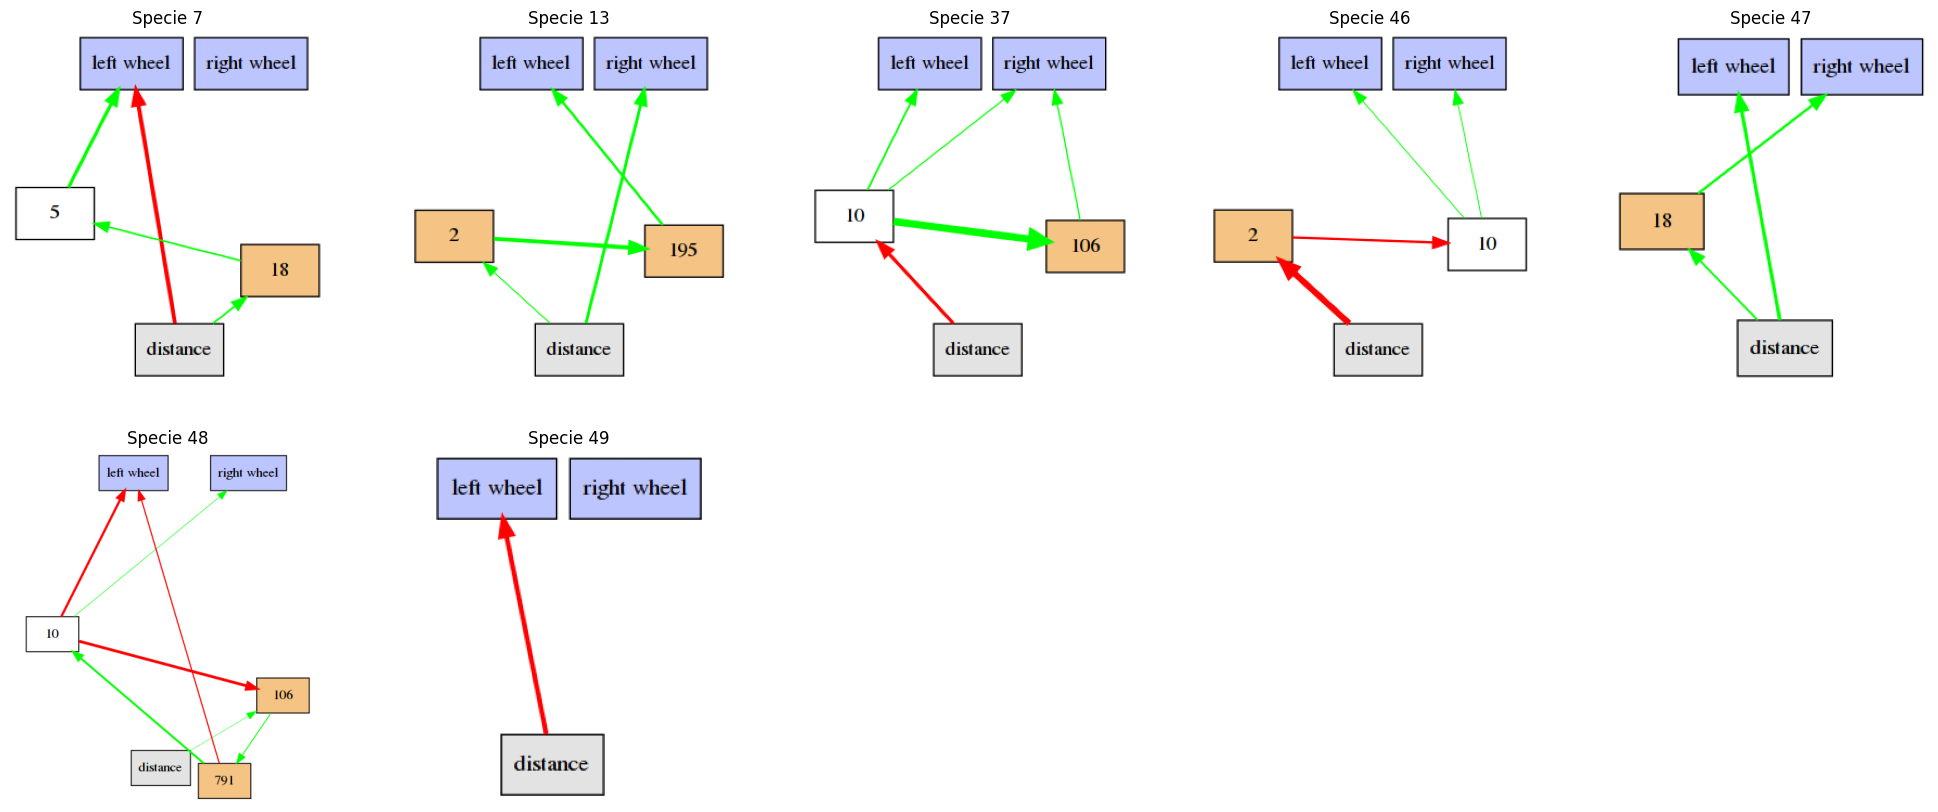 Specie 7
left wheel
right wheel
5
18
distance
Specie 13
left wheel
right wheel
2
195
distance
Specie 37
left wheel
right wheel
10
106
distance
Specie 46
left wheel
right wheel
2
10
distance
Specie 47
left wheel
right wheel
18
distance
Specie 48
left wheel
right wheel
10
106
distance
791
Specie 49
left wheel
right wheel
distance